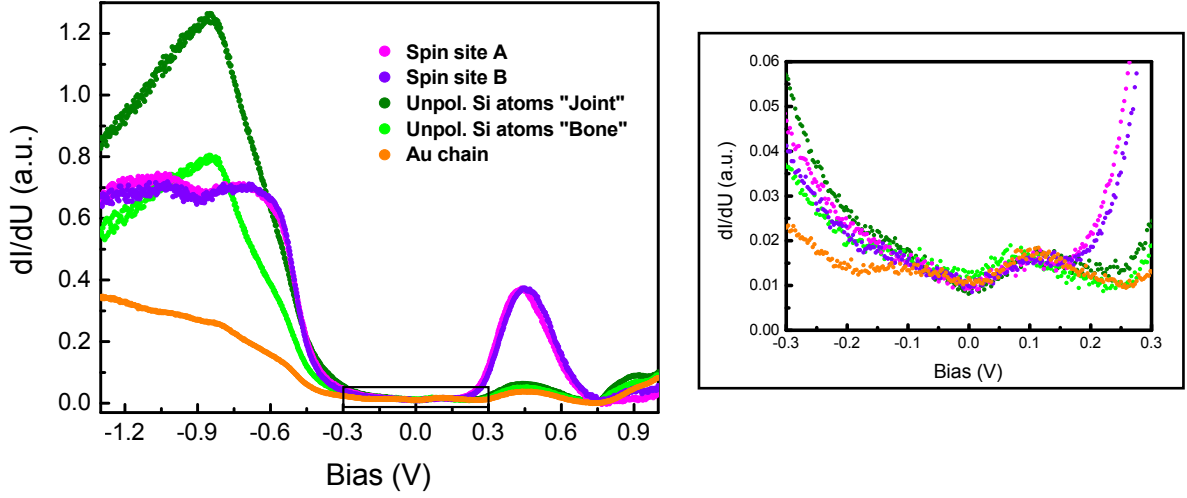 1.2
1.0
0.8
0.6
0.4
0.2
0.0
dI/dU (a.u.)
Spin site A
Spin site B
Unpol. Si atoms "Joint"
Unpol. Si atoms "Bone"
Au chain
-1.2 -0.9 -0.6 -0.3 0.0 0.3 0.6 0.9
Bias (V)
0.06
0.05
0.04
0.03
0.02
0.01
0.00
dI/dU (a.u.)
-0.3 -0.2 -0.1 0.0 0.1 0.2 0.3
Bias (V)